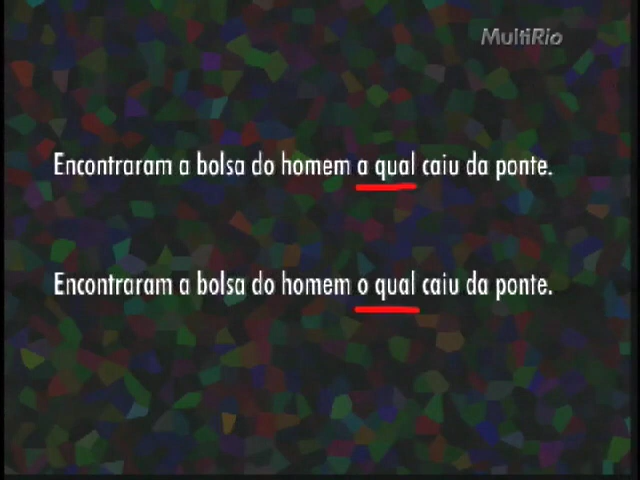 MultiRio
Encontraram a bolsa do homem a qual caiu da ponte.
Encontraram a bolsa do homem o qual caiu da ponte.